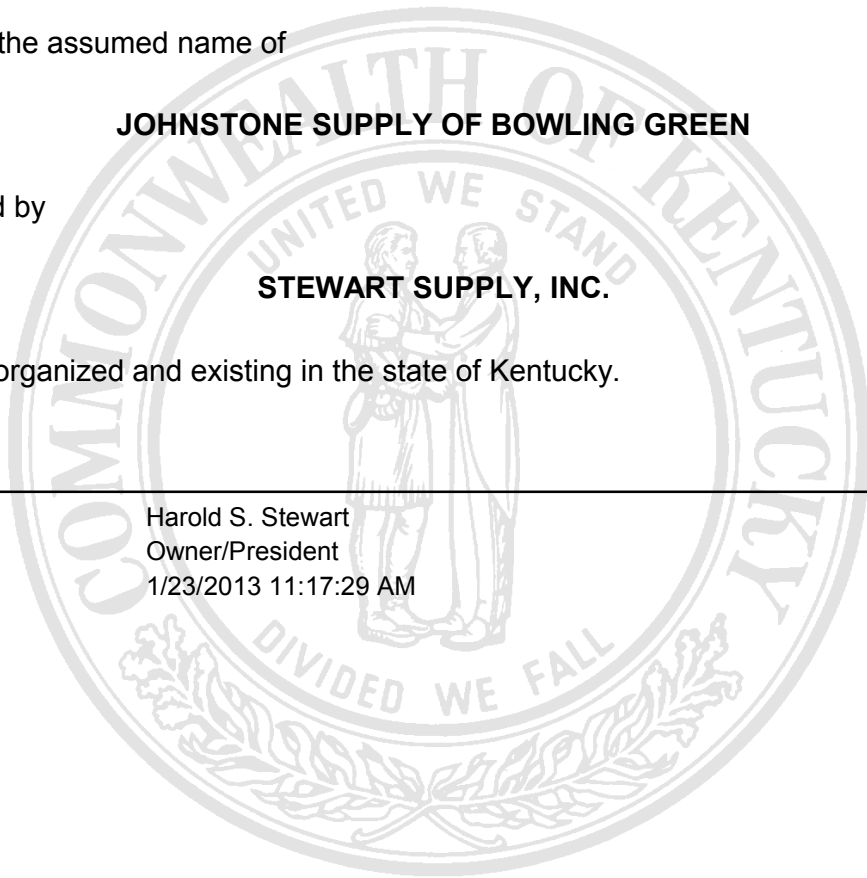 the assumed name of
JOHNSTONE SUPPLY OF BOWLING GREEN
d by
STEWART SUPPLY, INC.
organized and existing in the state of Kentucky.
Harold S. Stewart
Owner/President
1/23/2013 11:17:29 AM
COMMONWEALTH OF KENTUCKY
UNITED WE STAND
DIVIDED WE FALL